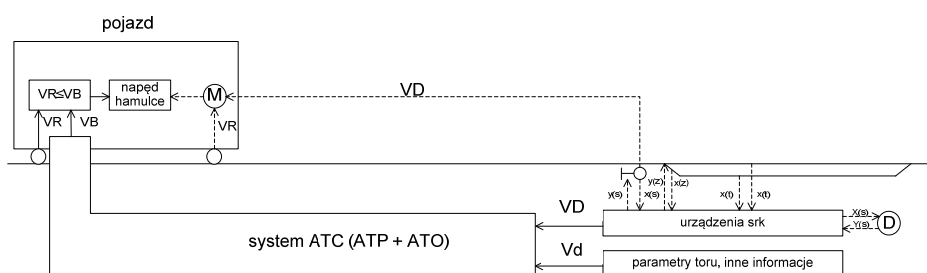 pojazd
VR≤VB
napęd
hamulce
M
VD
VR
VB
VR
y(s)
x(s)
y(z)
x(z)
x(t)
x(t)
VD
urządzenia srk
X(s)
Y(s)
D
system ATC (ATP + ATO)
Vd
parametry toru, inne informacje